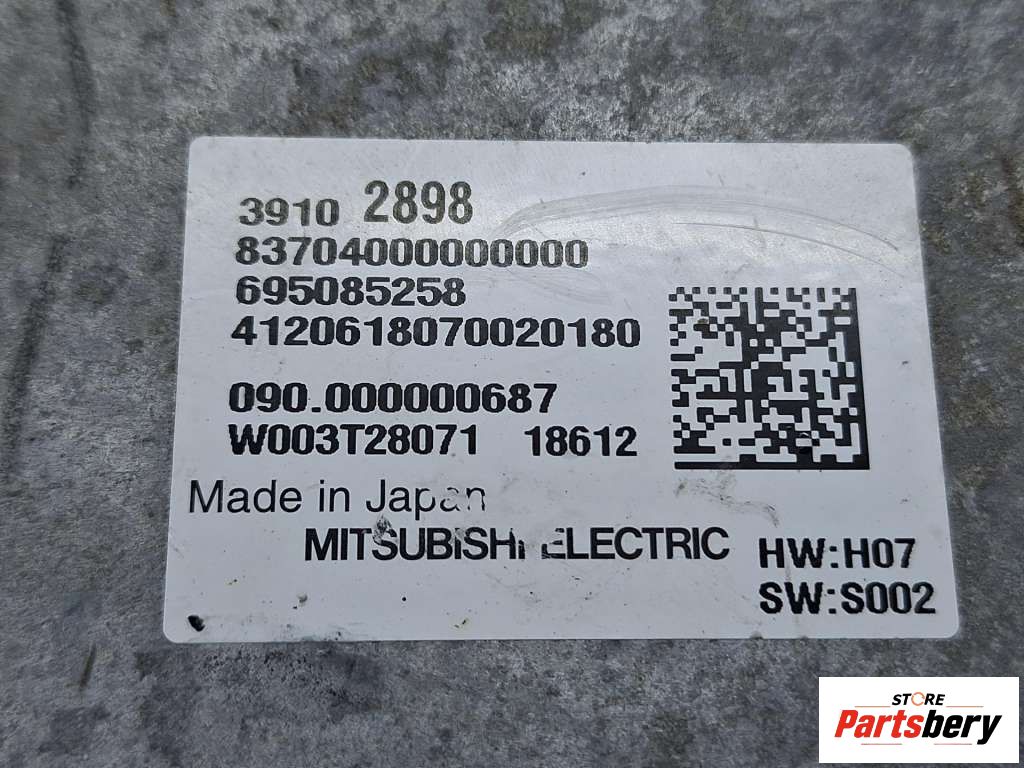 3910 2898
83704000000000
695085258
4120618070020180
090.000000687
W003T28071 18612
Made in Japan
MITSUBISHI ELECTRIC
HW:H07
SW:S002
STORE
Partsbery